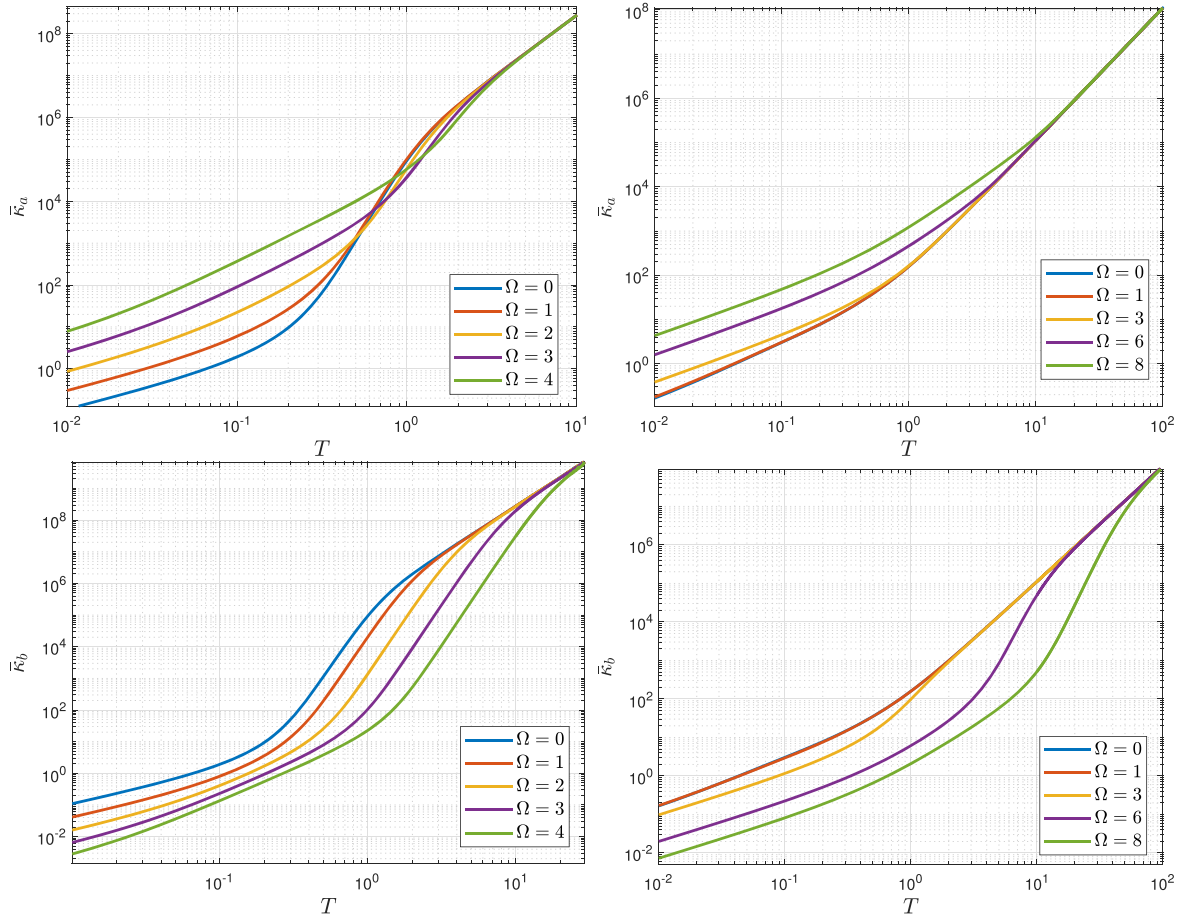 10^8
10^6
10^4
10^2
10^0
κ̄_a
10^-2 10^-1 10^0 10^1
T
Ω = 0
Ω = 1
Ω = 2
Ω = 3
Ω = 4
10^8
10^6
10^4
10^2
10^0
κ̄_a
10^-2 10^-1 10^0 10^1 10^2
T
Ω = 0
Ω = 1
Ω = 3
Ω = 6
Ω = 8
10^8
10^6
10^4
10^2
10^0
10^-2
κ̄_b
10^-1 10^0 10^1
T
Ω = 0
Ω = 1
Ω = 2
Ω = 3
Ω = 4
10^6
10^4
10^2
10^0
10^-2
κ̄_b
10^-2 10^-1 10^0 10^1 10^2
T
Ω = 0
Ω = 1
Ω = 3
Ω = 6
Ω = 8